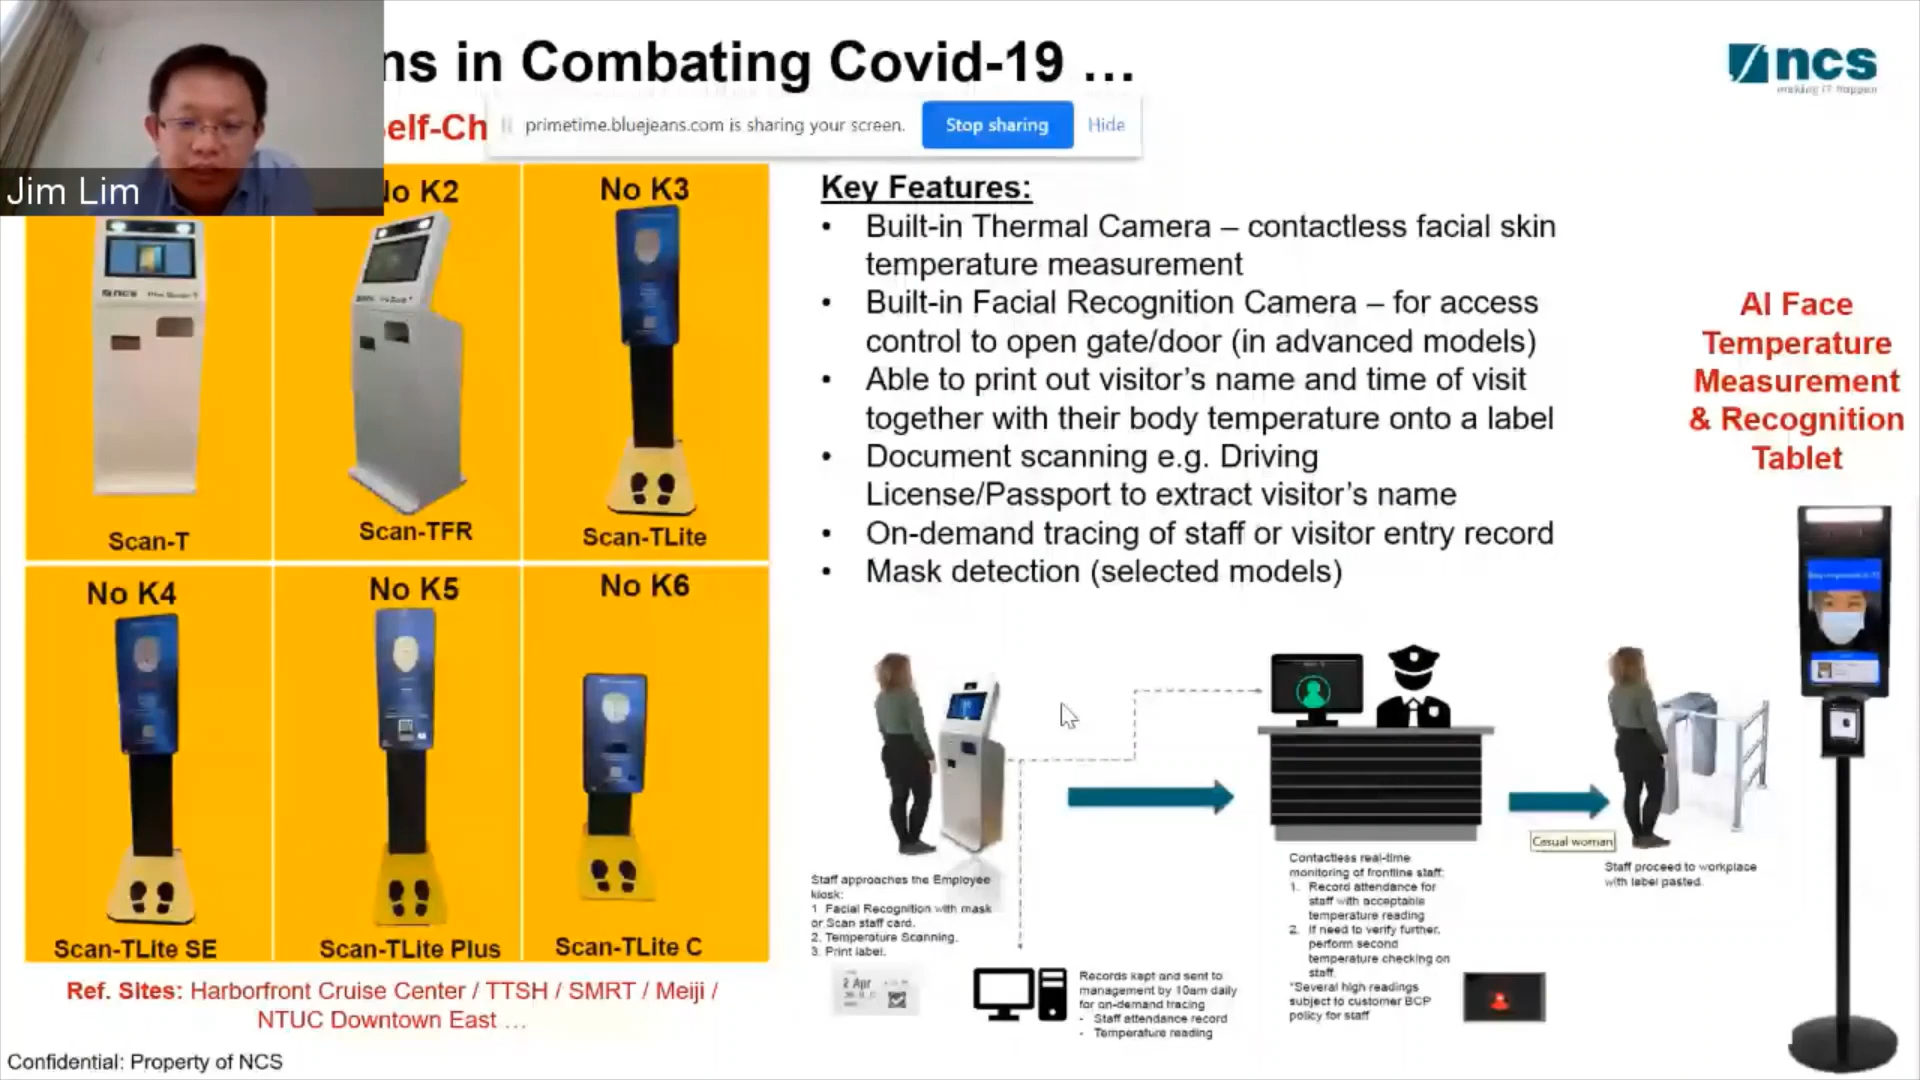 ns in Combating Covid-19 ...
ncs
making IT happen
elf-Ch
primetime.bluejeans.com is sharing your screen.
Stop sharing
Hide
Jim Lim
No K2
No K3
Scan-T
Scan-TFR
Scan-TLite
No K4
No K5
No K6
Scan-TLite SE
Scan-TLite Plus
Scan-TLite C
Ref. Sites: Harborfront Cruise Center / TTSH / SMRT / Meiji /
NTUC Downtown East ...
Confidential: Property of NCS
Key Features:
• Built-in Thermal Camera – contactless facial skin
temperature measurement
• Built-in Facial Recognition Camera – for access
control to open gate/door (in advanced models)
• Able to print out visitor's name and time of visit
together with their body temperature onto a label
• Document scanning e.g. Driving
License/Passport to extract visitor's name
• On-demand tracing of staff or visitor entry record
• Mask detection (selected models)
AI Face
Temperature
Measurement
& Recognition
Tablet
Staff approaches the Employee
kiosk:
1. Facial Recognition with mask
or Scan staff card.
2. Temperature Scanning.
3. Print label.
2 Apr
Records kept and sent to
management by 10am daily
for on-demand tracing
- Staff attendance record
- Temperature reading
Contactless real-time
monitoring of frontline staff:
1. Record attendance for
staff with acceptable
temperature reading
2. If need to verify further,
perform second
temperature checking on
staff.
*Several high readings
subject to customer BCP
policy for staff
Casual woman
Staff proceed to workplace
with label pasted.